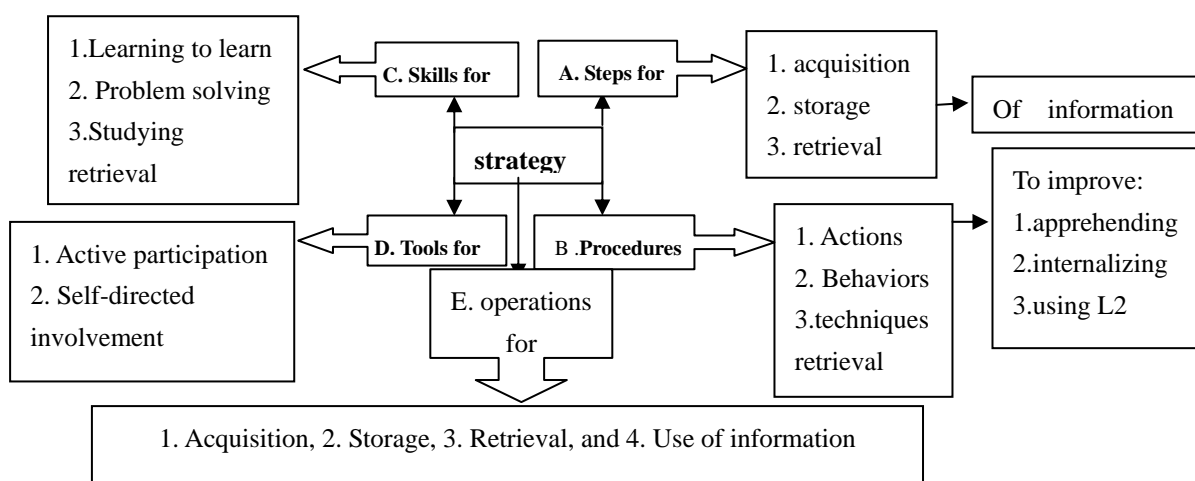 1.Learning to learn
2. Problem solving
3.Studying
retrieval
C. Skills for
A. Steps for
1. acquisition
2. storage
3. retrieval
Of information
strategy
D. Tools for
B .Procedures
1. Active participation
2. Self-directed
involvement
E. operations
for
1. Actions
2. Behaviors
3.techniques
retrieval
To improve:
1.apprehending
2.internalizing
3.using L2
1. Acquisition, 2. Storage, 3. Retrieval, and 4. Use of information